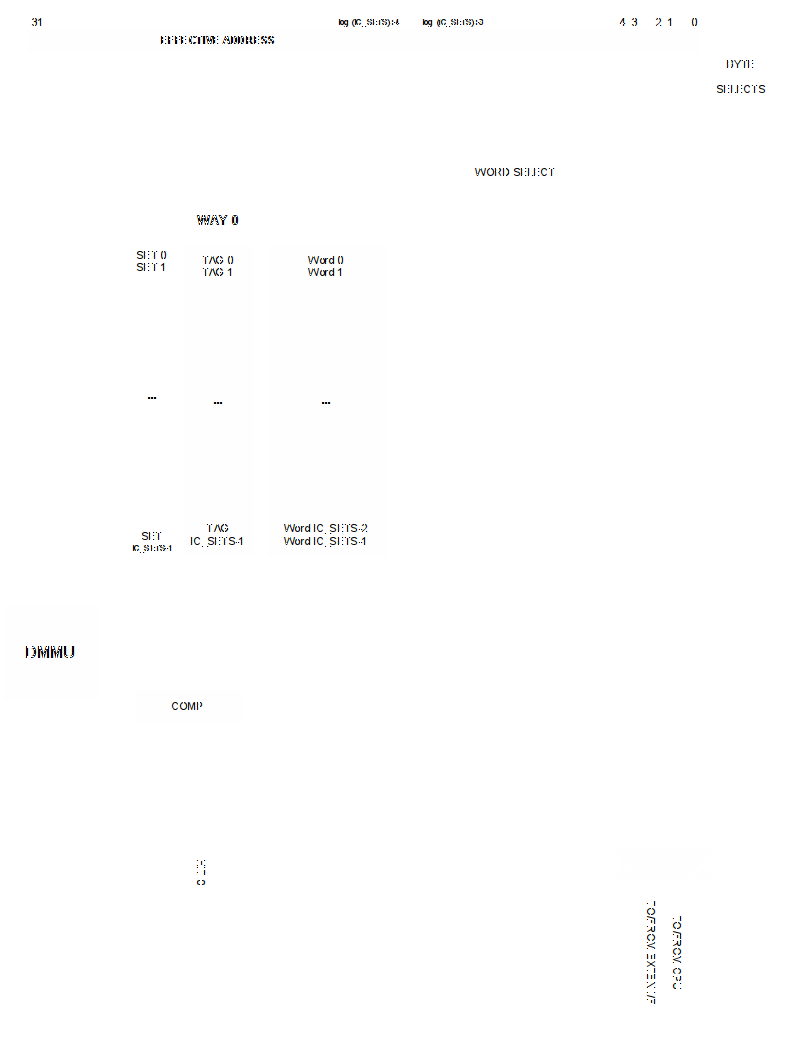 31 log (IC_SETS)+4 log (IC_SETS)+3 4 3 2 1 0
EFFECTIVE ADDRESS
BYTE
SELECTS
WORD SELECT
WAY 0
SET 0 TAG 0 Word 0
SET 1 TAG 1 Word 1
... ... ...
SET TAG Word IC_SETS-2
IC_SETS-1 IC_SETS-1 Word IC_SETS-1
DMMU
COMP
TO/FROM EXTERNAL
TO/FROM CPU